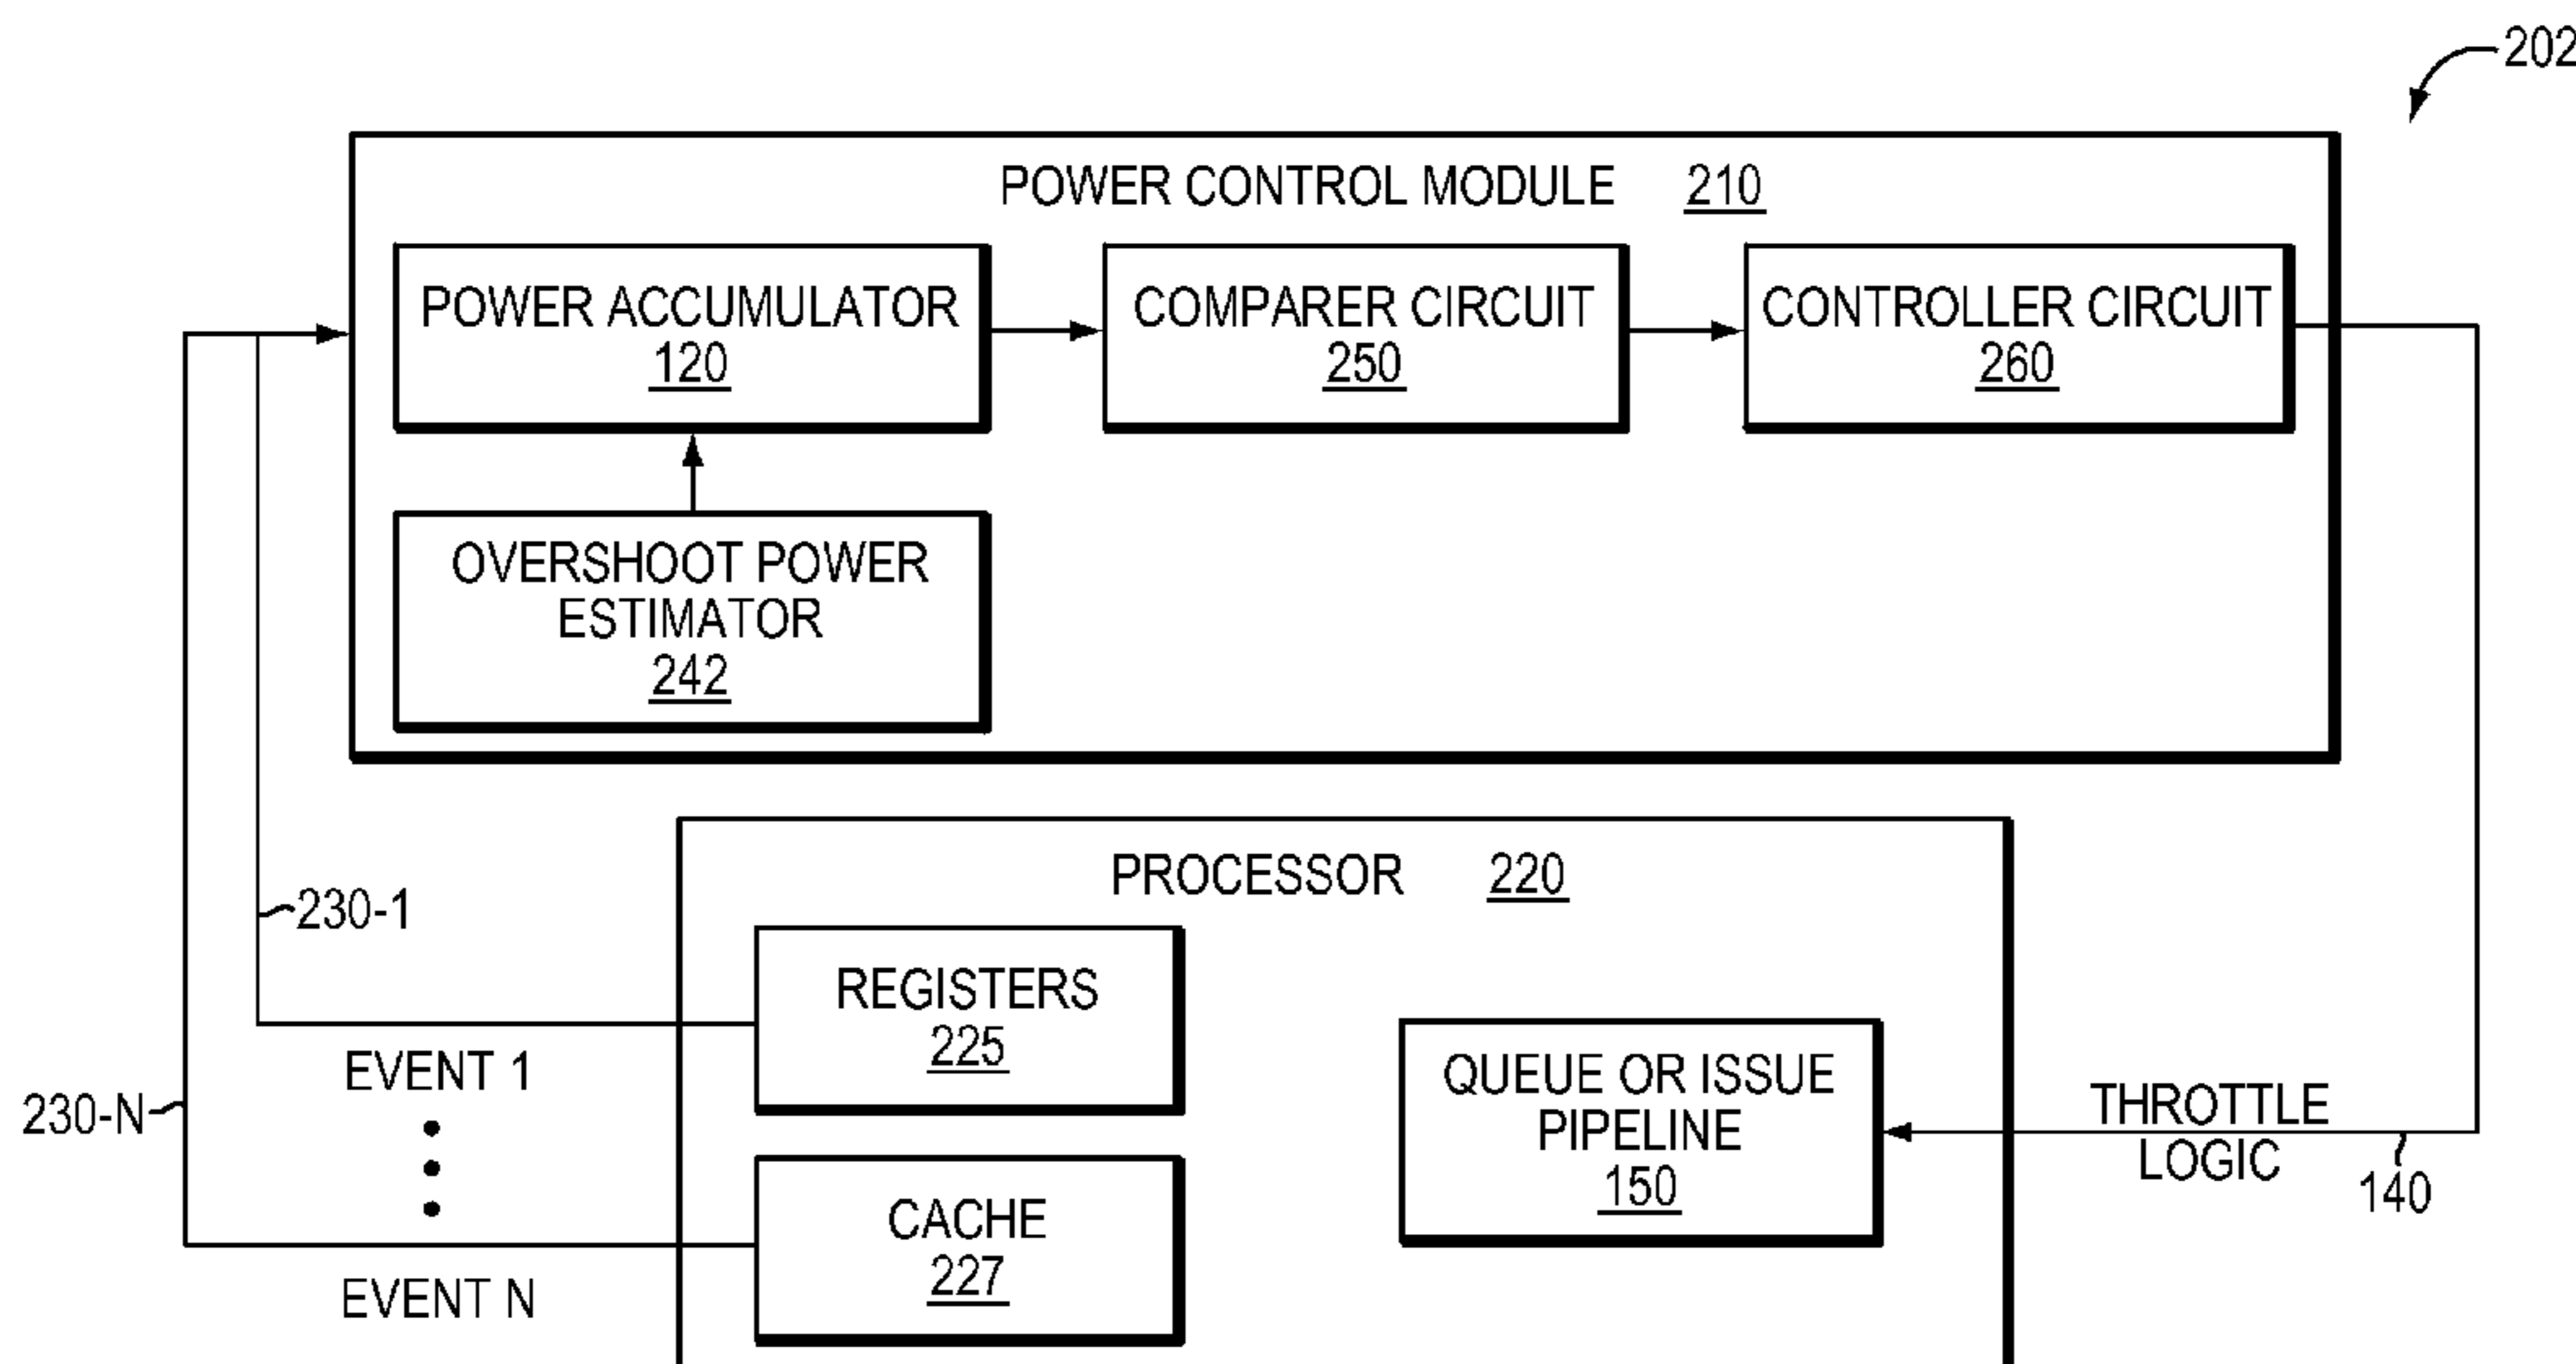 202
POWER CONTROL MODULE 210
POWER ACCUMULATOR
120
COMPARER CIRCUIT
250
CONTROLLER CIRCUIT
260
OVERSHOOT POWER
ESTIMATOR
242
PROCESSOR 220
230-1
REGISTERS
225
EVENT 1
230-N
QUEUE OR ISSUE
PIPELINE
150
THROTTLE
LOGIC
140
CACHE
227
EVENT N